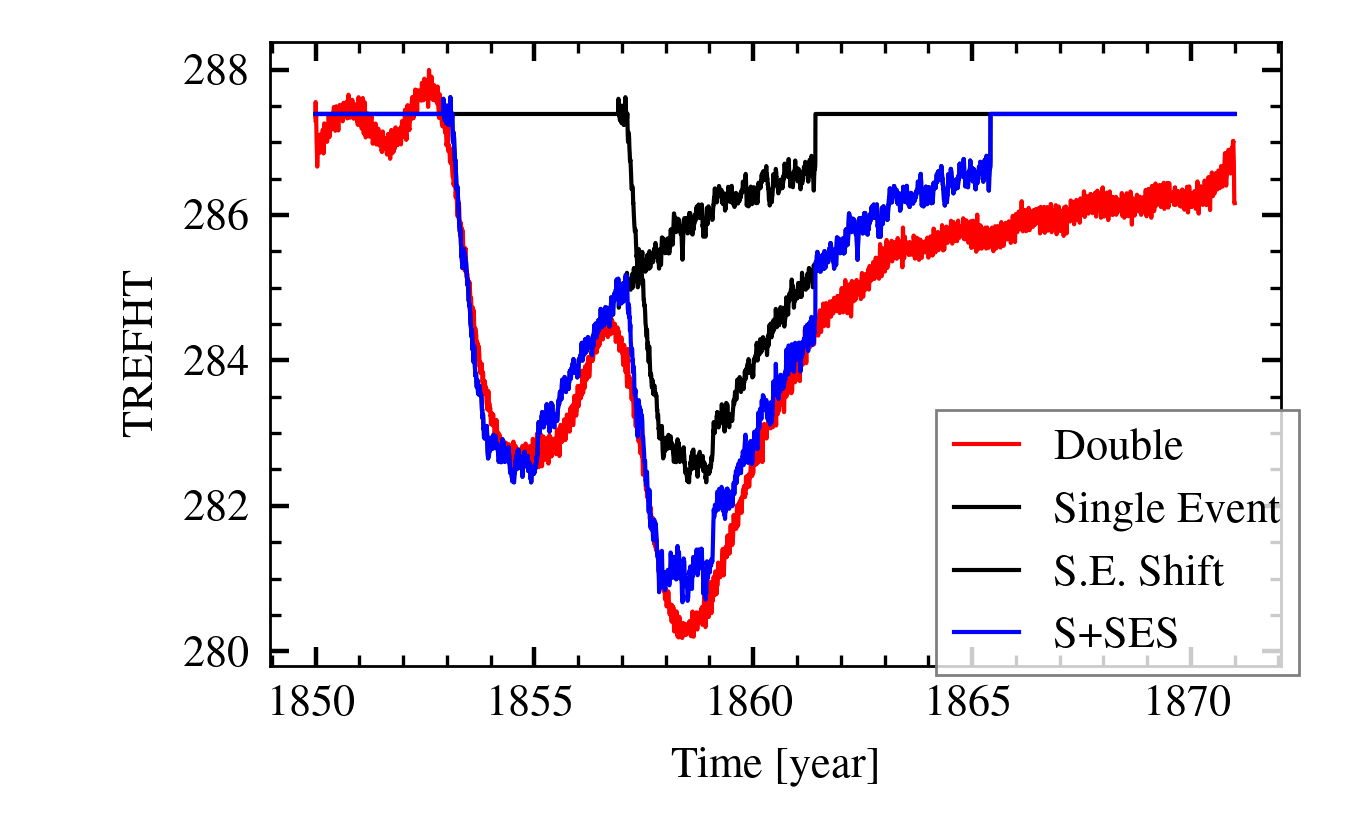 288
286
284
282
280
TREFHT
1850 1855 1860 1865 1870
Time [year]
Double
Single Event
S.E. Shift
S+SES